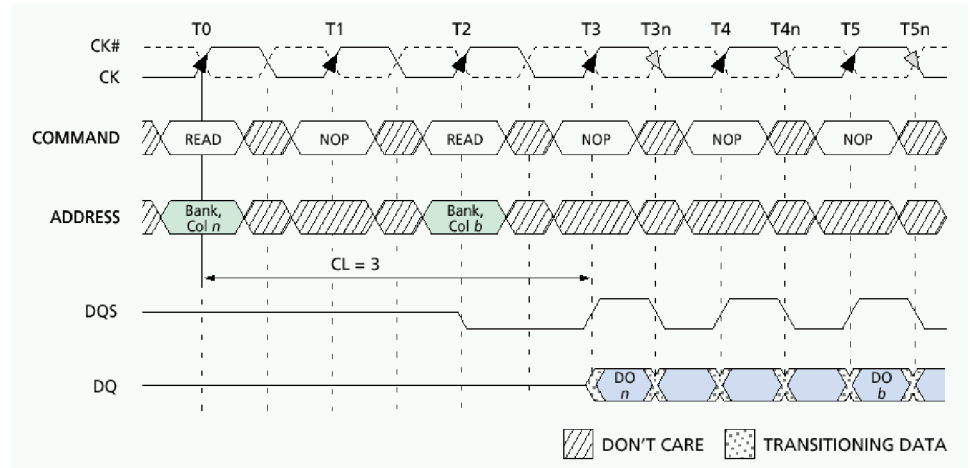 T0 T1 T2 T3 T3n T4 T4n T5 T5n
CK#
CK
COMMAND READ NOP READ NOP NOP NOP
ADDRESS Bank, Col n Bank, Col b
CL = 3
DQS
DQ DO n DO b
DON'T CARE TRANSITIONING DATA